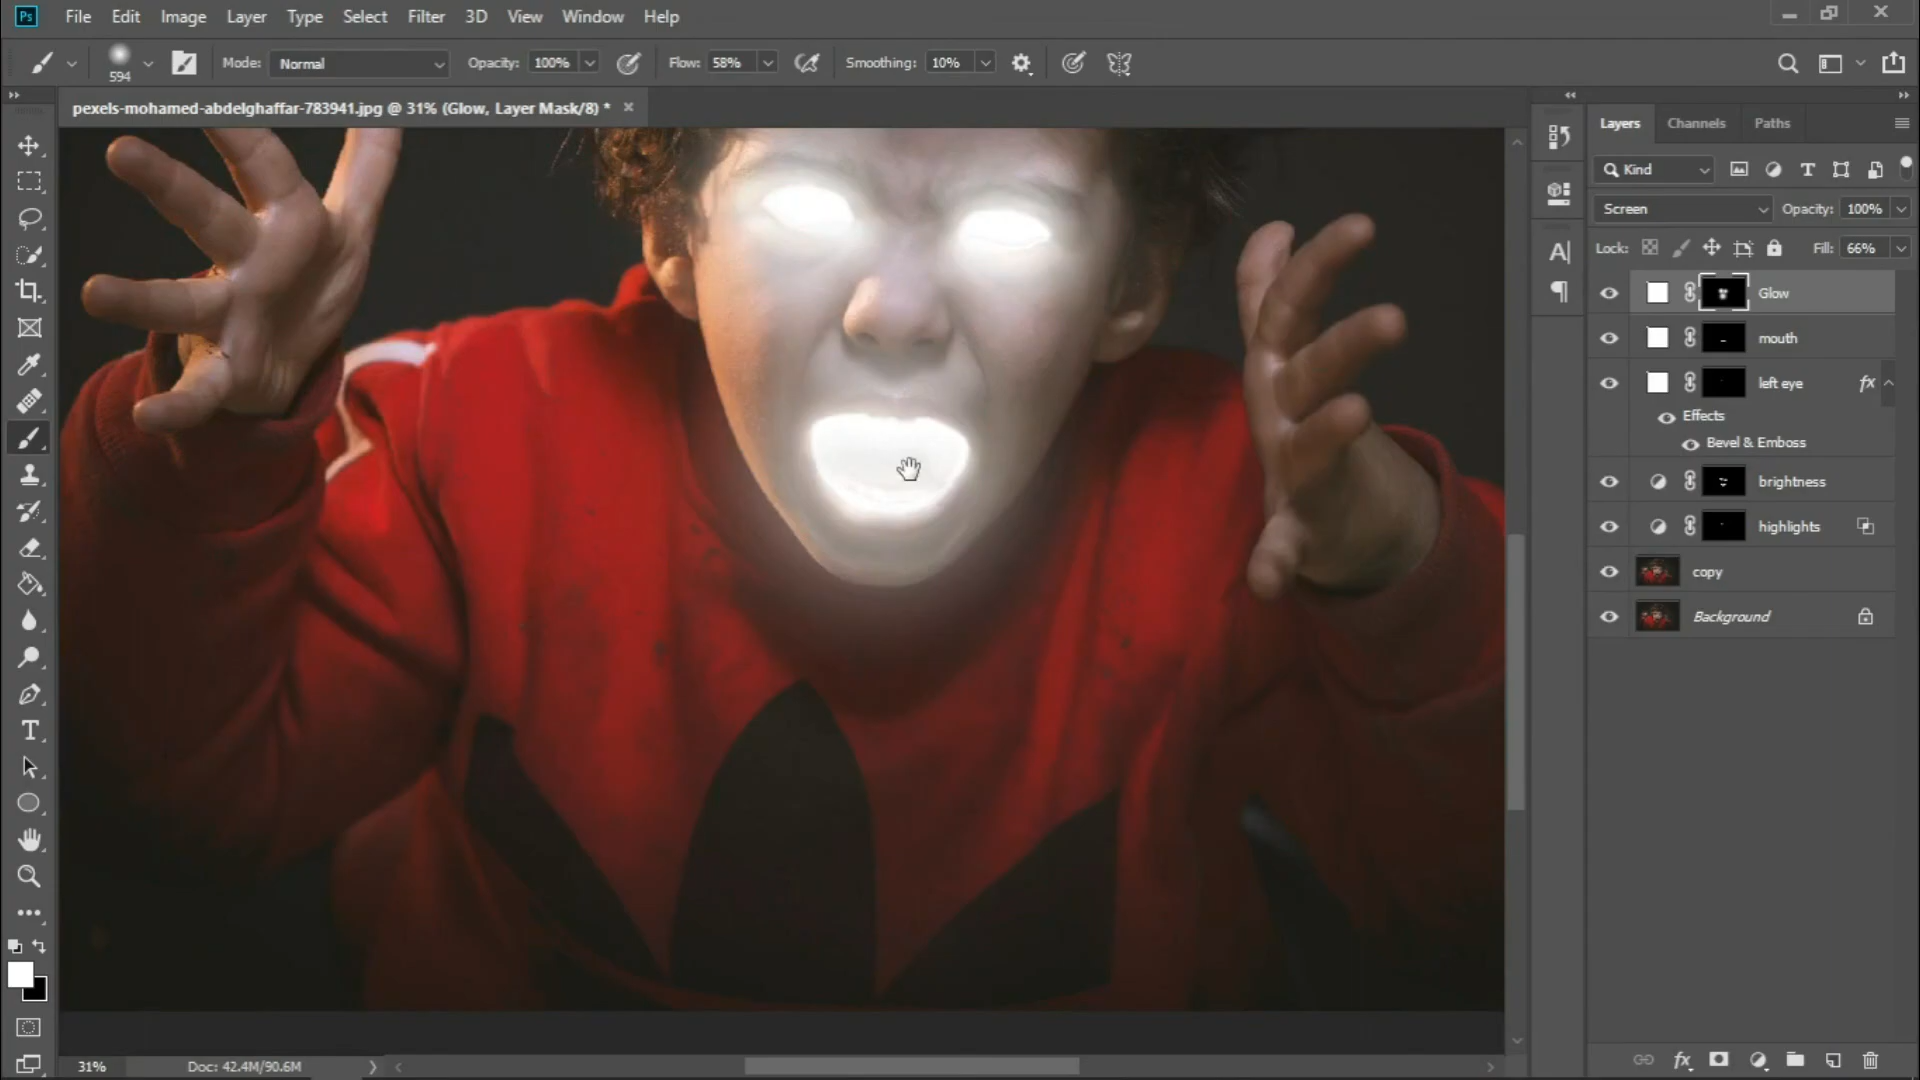 Ps File Edit Image Layer Type Select Filter 3D View Window Help
594 Mode: Normal Opacity: 100% Flow: 58% Smoothing: 10%
pexels-mohamed-abdelghaffar-783941.jpg @ 31% (Glow, Layer Mask/8) *
Layers Channels Paths
Kind
Screen Opacity: 100%
Lock: Fill: 66%
Glow
mouth
left eye fx
Effects
Bevel & Emboss
brightness
highlights
copy
Background
31% Doc: 42.4M/90.6M